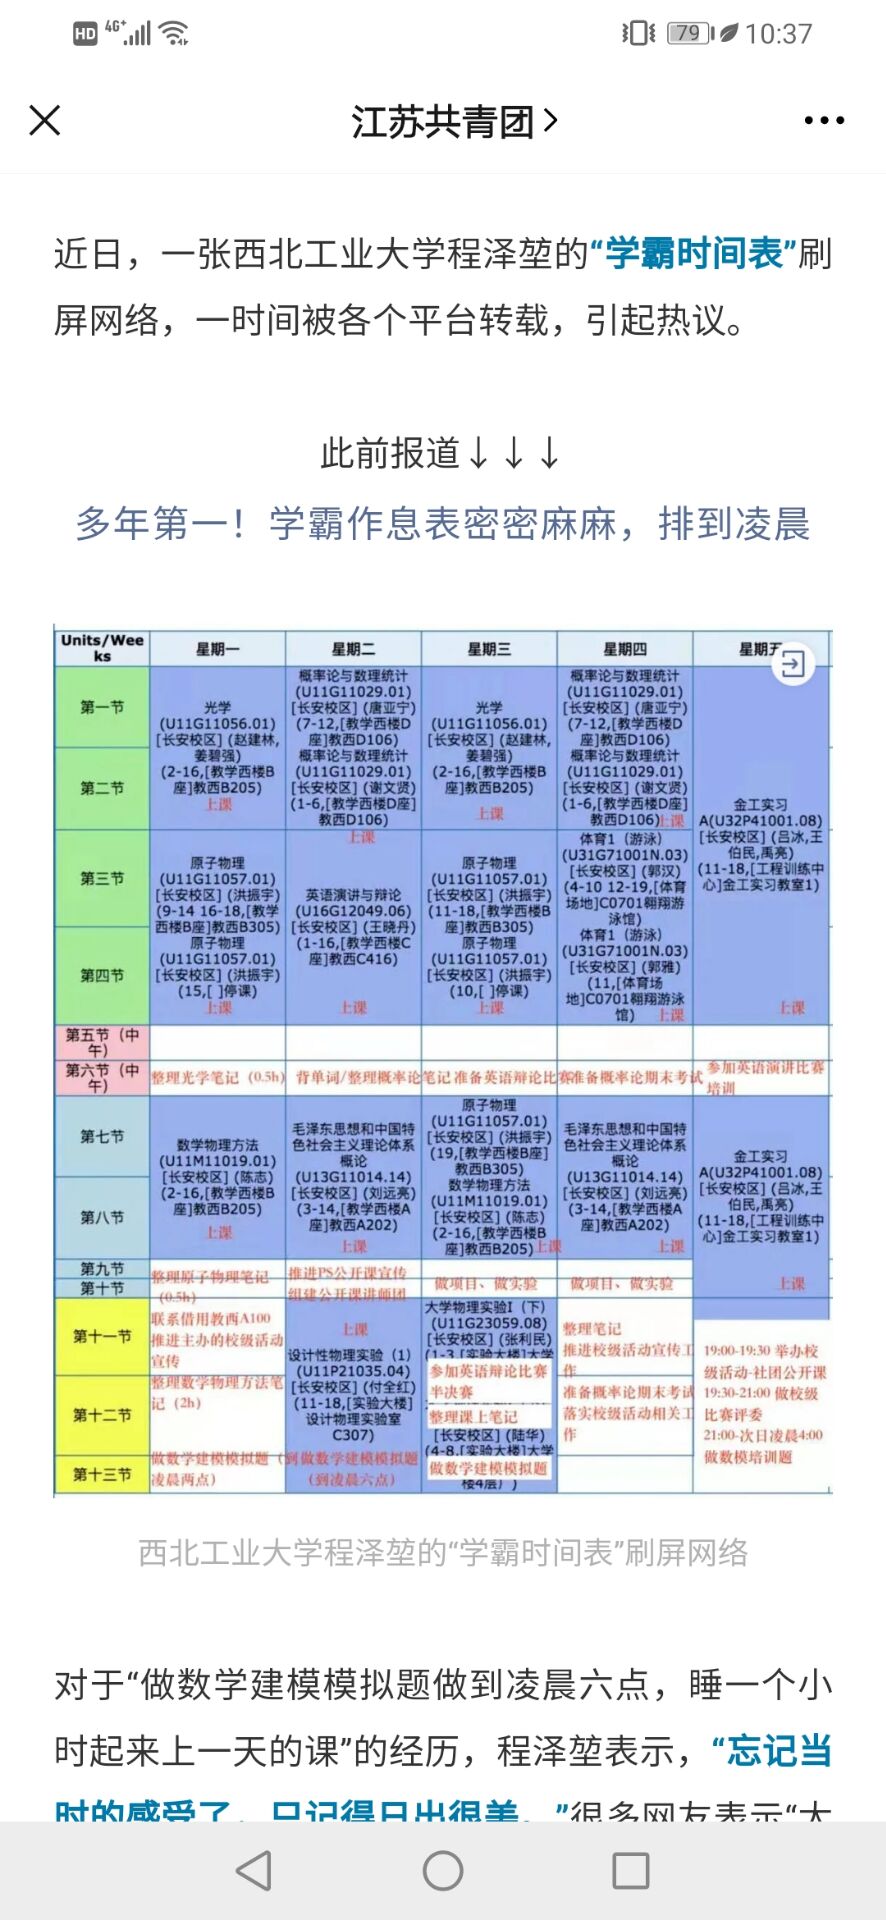 HD 4G+ 79 10:37
江苏共青团
近日，一张西北工业大学程泽堃的“学霸时间表”刷
屏网络，一时间被各个平台转载，引起热议。
此前报道↓↓↓
多年第一！学霸作息表密密麻麻，排到凌晨
Units/Wee
ks
星期一
星期二
星期三
星期四
星期五
第一节
第二节
光学
(U11G11056.01)
[长安校区] (赵建林,
姜碧强)
(2-16,[教学西楼B
座]教西B205)
上课
概率论与数理统计
(U11G11029.01)
[长安校区] (唐亚宁)
(7-12,[教学西楼D
座]教西D106)
概率论与数理统计
(U11G11029.01)
[长安校区] (谢文贤)
(1-6,[教学西楼D座]
教西D106)
上课
光学
(U11G11056.01)
[长安校区] (赵建林,
姜碧强)
(2-16,[教学西楼B
座]教西B205)
上课
概率论与数理统计
(U11G11029.01)
[长安校区] (唐亚宁)
(7-12,[教学西楼D
座]教西D106)
概率论与数理统计
(U11G11029.01)
[长安校区] (谢文贤)
(1-6,[教学西楼D座]
教西D106)上课
金工实习
A(U32P41001.08)
[长安校区] (吕冰,王
伯民,禹亮)
(11-18,[工程训练中
心]金工实习教室1)
上课
第三节
第四节
原子物理
(U11G11057.01)
[长安校区] (洪振宇)
(9-14 16-18,[教学
西楼B座]教西B305)
原子物理
(U11G11057.01)
[长安校区] (洪振宇)
(15,[ ]停课)
上课
英语演讲与辩论
(U16G12049.06)
[长安校区] (王晓丹)
(1-16,[教学西楼C
座]教西C416)
上课
原子物理
(U11G11057.01)
[长安校区] (洪振宇)
(11-18,[教学西楼B
座]教西B305)
原子物理
(U11G11057.01)
[长安校区] (洪振宇)
(10,[ ]停课)
上课
体育1（游泳）
(U31G71001N.03)
[长安校区] (郭汉)
(4-10 12-19,[体育
场地]C0701翱翔游
泳馆)
体育1（游泳）
(U31G71001N.03)
[长安校区] (郭雅)
(11,[体育场
地]C0701翱翔游泳
馆) 上课
第五节（中
午）
第六节（中
午）
整理光学笔记（0.5h）
背单词/整理概率论笔记
准备英语辩论比赛
准备概率论期末考试
参加英语演讲比赛
培训
第七节
第八节
数学物理方法
(U11M11019.01)
[长安校区] (陈志)
(2-16,[教学西楼B
座]教西B205)
上课
毛泽东思想和中国特
色社会主义理论体系
概论
(U13G11014.14)
[长安校区] (刘远亮)
(3-14,[教学西楼A
座]教西A202)
上课
原子物理
(U11G11057.01)
[长安校区] (洪振宇)
(19,[教学西楼B座]
教西B305)
数学物理方法
(U11M11019.01)
[长安校区] (陈志)
(2-16,[教学西楼B
座]教西B205)上课
毛泽东思想和中国特
色社会主义理论体系
概论
(U13G11014.14)
[长安校区] (刘远亮)
(3-14,[教学西楼A
座]教西A202)
上课
金工实习
A(U32P41001.08)
[长安校区] (吕冰,王
伯民,禹亮)
(11-18,[工程训练中
心]金工实习教室1)
上课
第九节
第十节
整理原子物理笔记
（0.5h）
推进PS公开课宣传
组建公开课讲师团
做项目、做实验
做项目、做实验
第十一节
第十二节
第十三节
联系借用教西A100
推进主办的校级活动
宣传
整理数学物理方法笔
记（2h）
做数学建模模拟题（到
凌晨两点）
上课
设计性物理实验（1）
(U11P21035.04)
[长安校区] (付全红)
(11-18,[实验大楼]
设计物理实验室
C307)
做数学建模模拟题
（到凌晨六点）
大学物理实验I（下）
(U11G23059.08)
[长安校区] (张利民)
(1-3,[实验大楼]大学
参加英语辩论比赛
半决赛
整理课上笔记
[长安校区] (陆华)
(4-8,[实验大楼]大学
做数学建模模拟题
楼4层) )
整理笔记
推进校级活动宣传工
作
准备概率论期末考试
落实校级活动相关工
作
19:00-19:30 举办校
级活动-社团公开课
19:30-21:00 做校级
比赛评委
21:00-次日凌晨4:00
做数模培训题
西北工业大学程泽堃的“学霸时间表”刷屏网络
对于“做数学建模模拟题做到凌晨六点，睡一个小
时起来上一天的课”的经历，程泽堃表示，“忘记当
时的感受了，只记得日出很美。”很多网友表示“太